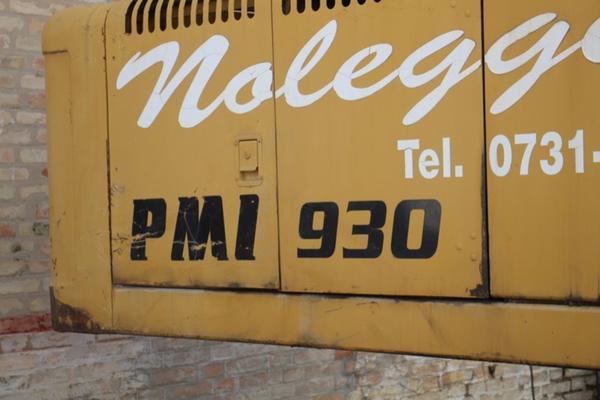 Nolegg
Tel. 0731-
PMI 930